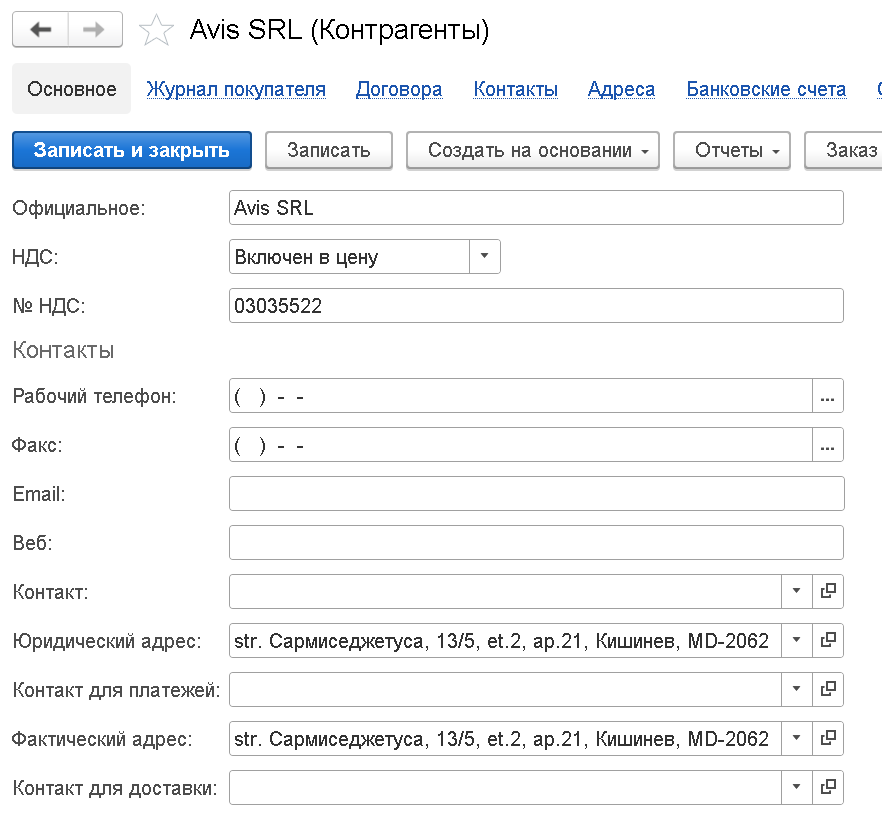 Avis SRL (Контрагенты)
Основное Журнал покупателя Договора Контакты Адреса Банковские счета
Записать и закрыть Записать Создать на основании Отчеты Заказ
Официальное: Avis SRL
НДС: Включен в цену
№ НДС: 03035522
Контакты
Рабочий телефон: ( ) - - ...
Факс: ( ) - - ...
Email:
Веб:
Контакт:
Юридический адрес: str. Сармиседжетуса, 13/5, et.2, ap.21, Кишинев, MD-2062
Контакт для платежей:
Фактический адрес: str. Сармиседжетуса, 13/5, et.2, ap.21, Кишинев, MD-2062
Контакт для доставки: